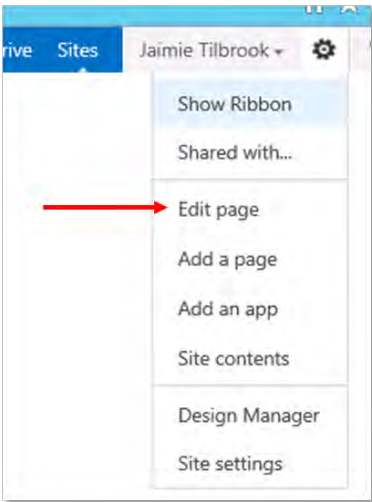 rive Sites Jaimie Tilbrook
Show Ribbon
Shared with...
Edit page
Add a page
Add an app
Site contents
Design Manager
Site settings